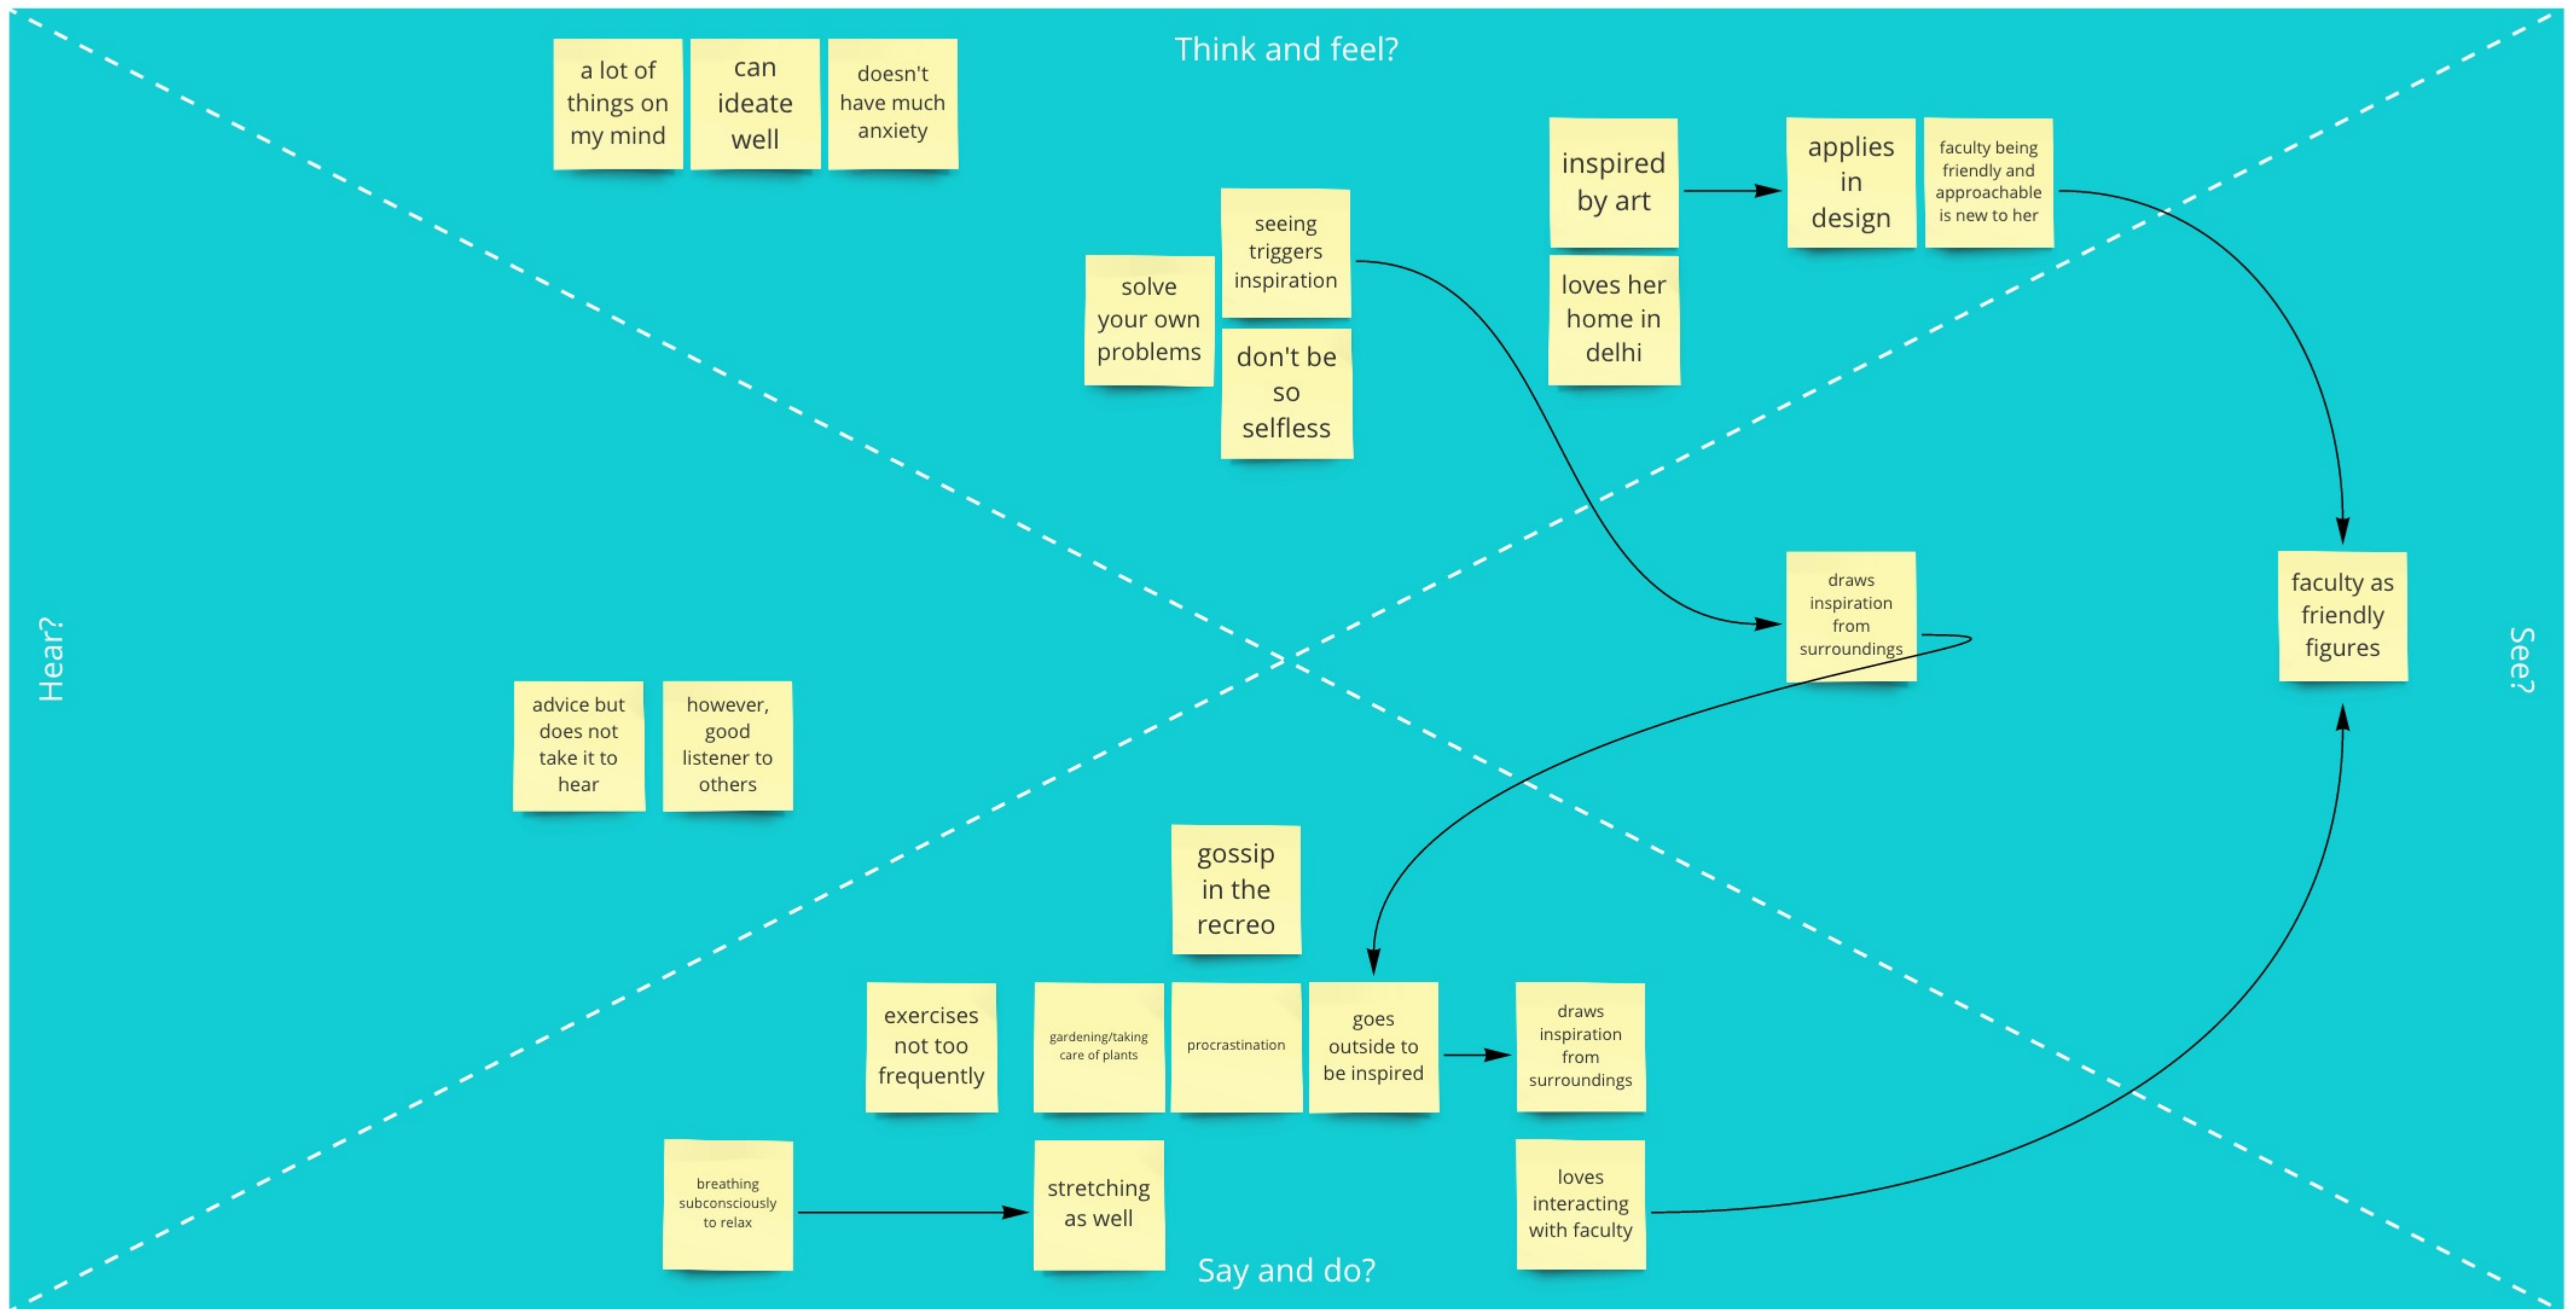 Think and feel?
a lot of
things on
my mind
can
ideate
well
doesn't
have much
anxiety
inspired
by art
applies
in
design
faculty being
friendly and
approachable
is new to her
seeing
triggers
inspiration
solve
your own
problems
don't be
so
selfless
loves her
home in
delhi
Hear?
advice but
does not
take it to
hear
however,
good
listener to
others
draws
inspiration
from
surroundings
faculty as
friendly
figures
See?
gossip
in the
recreo
exercises
not too
frequently
gardening/taking
care of plants
procrastination
goes
outside to
be inspired
draws
inspiration
from
surroundings
breathing
subconsciously
to relax
stretching
as well
loves
interacting
with faculty
Say and do?